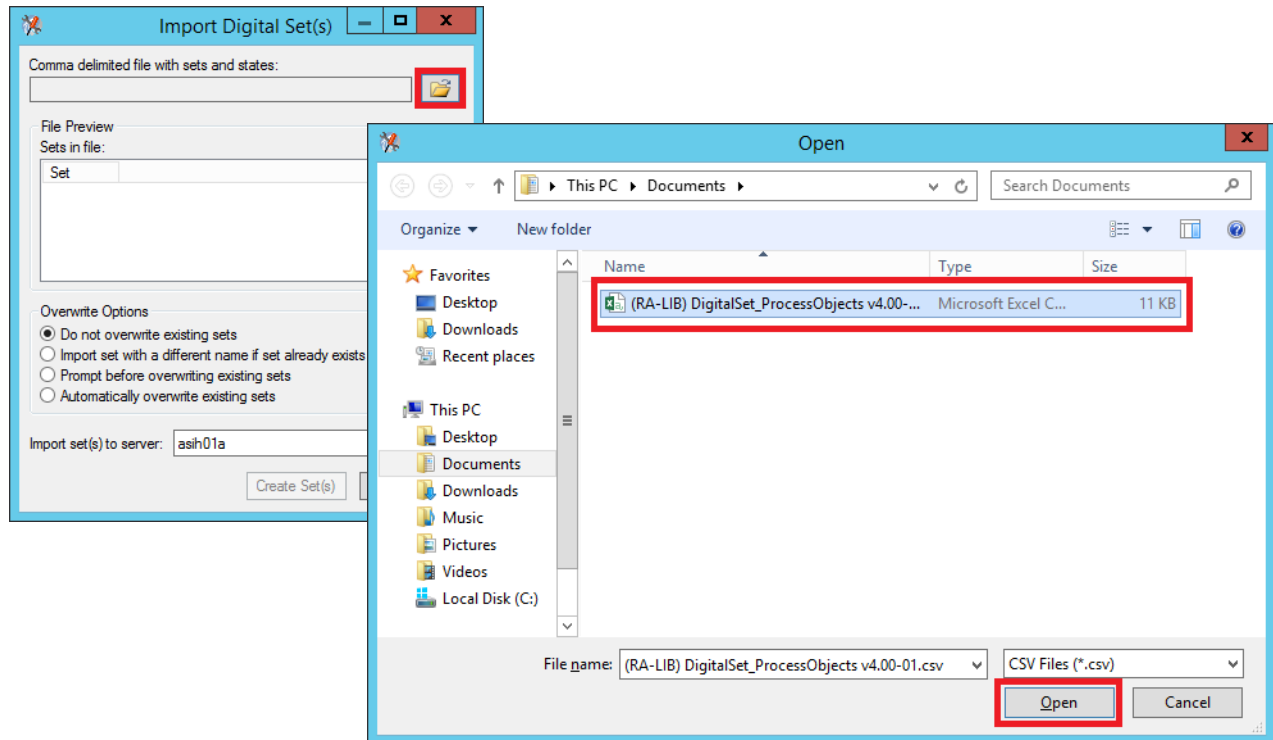 Import Digital Set(s)
Comma delimited file with sets and states:
File Preview
Sets in file:
Set
Overwrite Options
Do not overwrite existing sets
Import set with a different name if set already exists
Prompt before overwriting existing sets
Automatically overwrite existing sets
Import set(s) to server: asih01a
Create Set(s)
Open
This PC Documents
Search Documents
Organize New folder
Name Type Size
(RA-LIB) DigitalSet_ProcessObjects v4.00-... Microsoft Excel C... 11 KB
Favorites
Desktop
Downloads
Recent places
This PC
Desktop
Documents
Downloads
Music
Pictures
Videos
Local Disk (C:)
File name: (RA-LIB) DigitalSet_ProcessObjects v4.00-01.csv CSV Files (*.csv)
Open Cancel